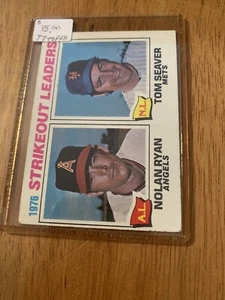 1976 STRIKEOUT LEADERS
N.L.
TOM SEAVER
METS
A.L.
NOLAN RYAN
ANGELS